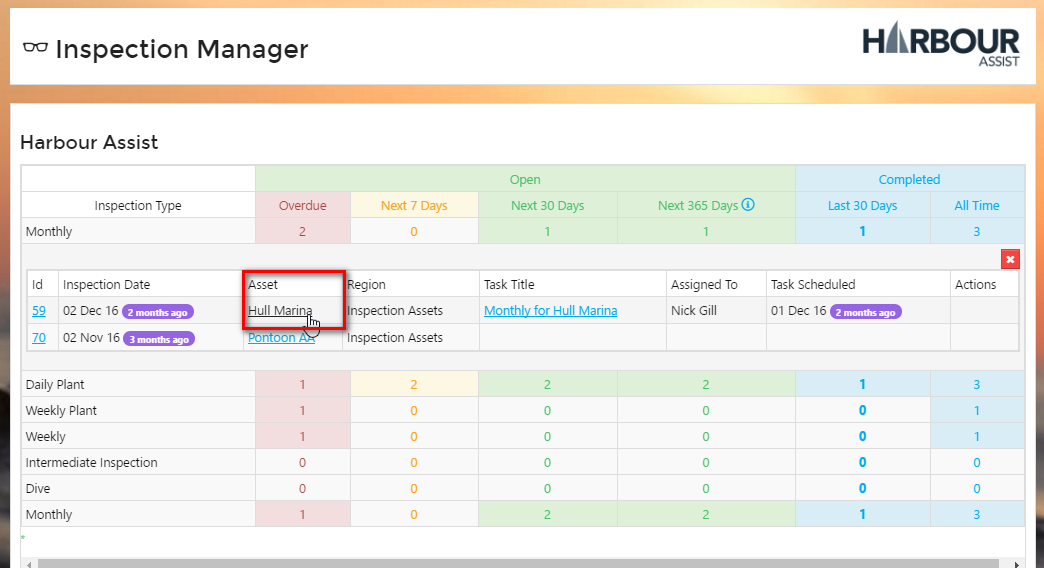 Inspection Manager
HARBOUR
ASSIST
Harbour Assist
Open Completed
Inspection Type Overdue Next 7 Days Next 30 Days Next 365 Days Last 30 Days All Time
Monthly 2 0 1 1 1 3
Id Inspection Date Asset Region Task Title Assigned To Task Scheduled Actions
59 02 Dec 16 2 months ago Hull Marina Inspection Assets Monthly for Hull Marina Nick Gill 01 Dec 16 2 months ago
70 02 Nov 16 3 months ago Pontoon AA Inspection Assets
Daily Plant 1 2 2 2 1 3
Weekly Plant 1 0 0 0 0 1
Weekly 1 0 0 0 0 1
Intermediate Inspection 0 0 0 0 0 0
Dive 0 0 0 0 0 0
Monthly 1 0 2 2 1 3
*